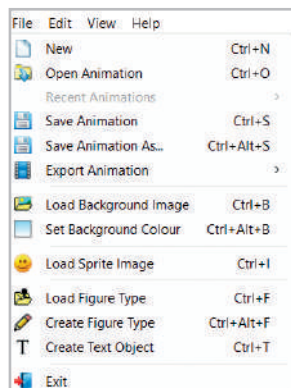 File Edit View Help
New Ctrl+N
Open Animation Ctrl+O
Recent Animations >
Save Animation Ctrl+S
Save Animation As... Ctrl+Alt+S
Export Animation >
Load Background Image Ctrl+B
Set Background Colour Ctrl+Alt+B
Load Sprite Image Ctrl+I
Load Figure Type Ctrl+F
Create Figure Type Ctrl+Alt+F
T Create Text Object Ctrl+T
Exit